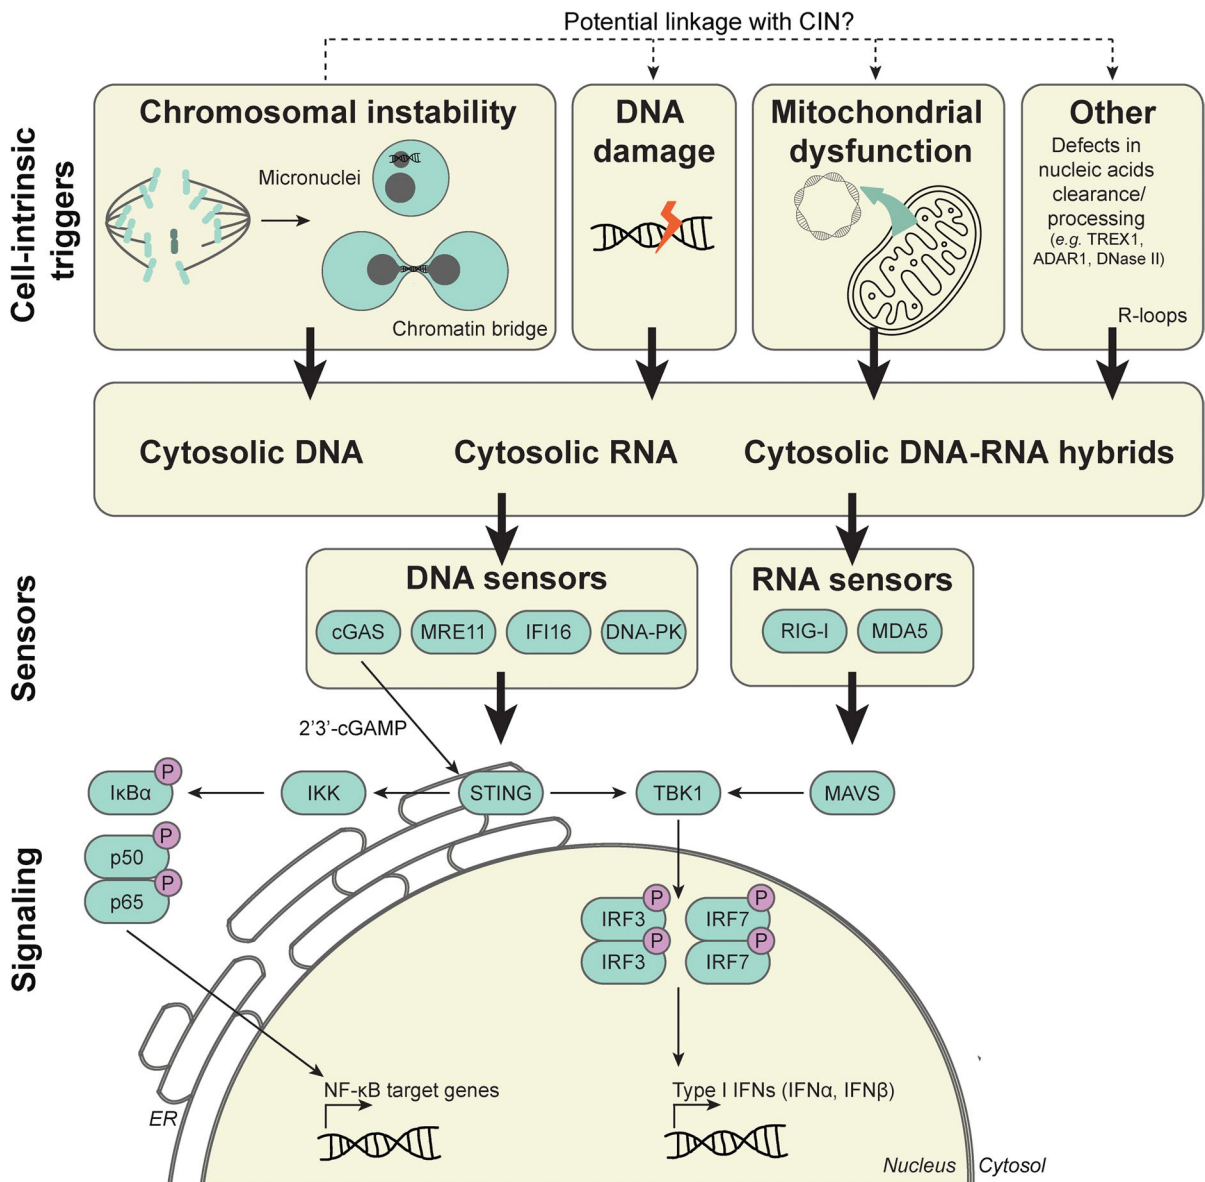 Potential linkage with CIN?
Cell-intrinsic
triggers
Chromosomal instability
Micronuclei
Chromatin bridge
DNA
damage
Mitochondrial
dysfunction
Other
Defects in
nucleic acids
clearance/
processing
(e.g. TREX1,
ADAR1, DNase II)
R-loops
Cytosolic DNA
Cytosolic RNA
Cytosolic DNA-RNA hybrids
Sensors
DNA sensors
cGAS
MRE11
IFI16
DNA-PK
RNA sensors
RIG-I
MDA5
Signaling
2’3’-cGAMP
IκBα
P
IKK
STING
TBK1
MAVS
p50
P
p65
P
IRF3
P
IRF3
P
IRF7
P
IRF7
P
NF-κB target genes
Type I IFNs (IFNα, IFNβ)
ER
Nucleus
Cytosol